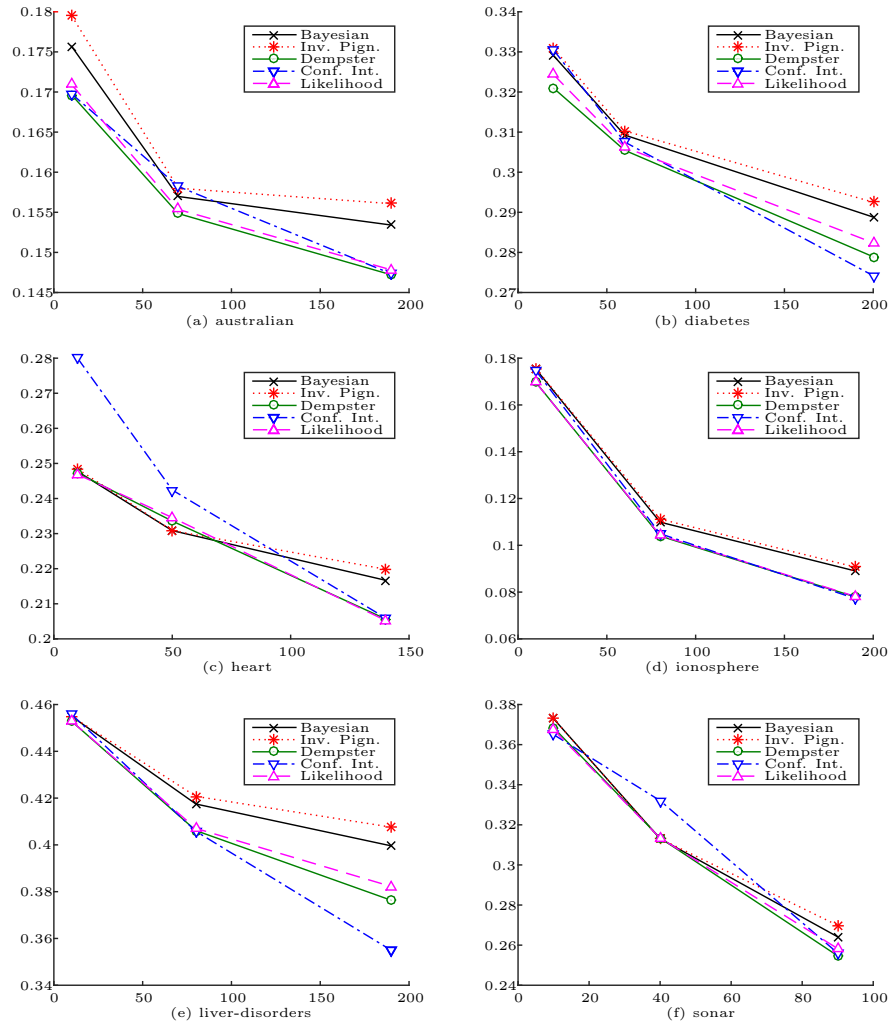 0.18
0.175
0.17
0.165
0.16
0.155
0.15
0.145
0 50 100 150 200
Bayesian
Inv. Pign.
Dempster
Conf. Int.
Likelihood
(a) australian
0.34
0.33
0.32
0.31
0.3
0.29
0.28
0.27
0 50 100 150 200
Bayesian
Inv. Pign.
Dempster
Conf. Int.
Likelihood
(b) diabetes
0.28
0.27
0.26
0.25
0.24
0.23
0.22
0.21
0.2
0 50 100 150
Bayesian
Inv. Pign.
Dempster
Conf. Int.
Likelihood
(c) heart
0.18
0.16
0.14
0.12
0.1
0.08
0.06
0 50 100 150 200
Bayesian
Inv. Pign.
Dempster
Conf. Int.
Likelihood
(d) ionosphere
0.46
0.44
0.42
0.4
0.38
0.36
0.34
0 50 100 150 200
Bayesian
Inv. Pign.
Dempster
Conf. Int.
Likelihood
(e) liver-disorders
0.38
0.36
0.34
0.32
0.3
0.28
0.26
0.24
0 20 40 60 80 100
Bayesian
Inv. Pign.
Dempster
Conf. Int.
Likelihood
(f) sonar